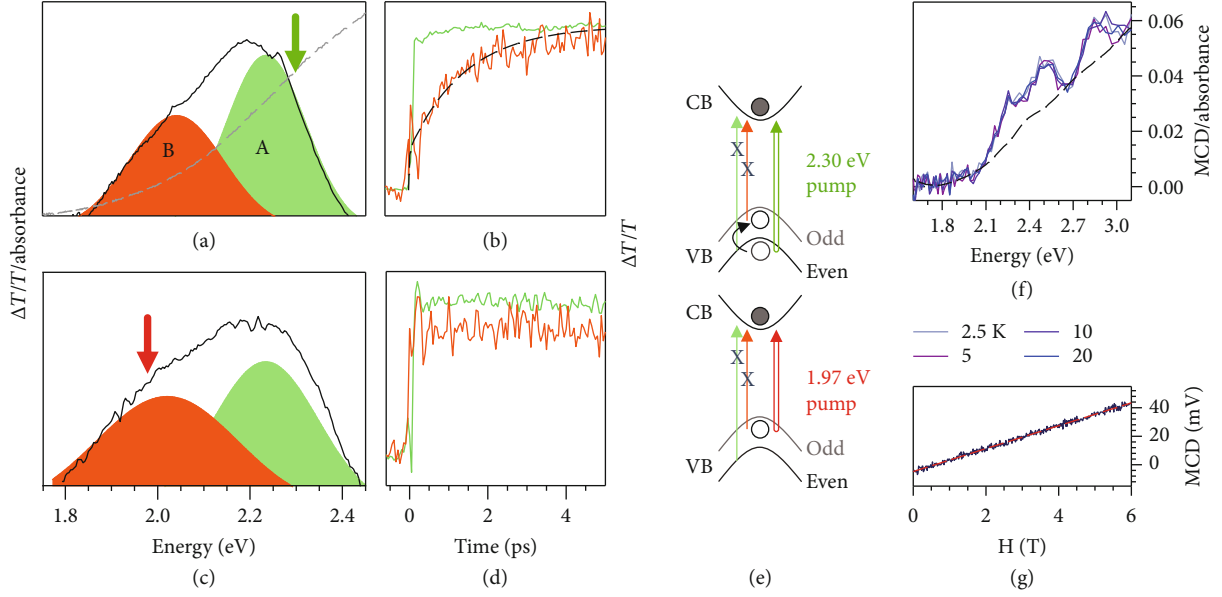 ΔT/T/absorbance
B
A
(a)
(b)
ΔT/T
CB
X
X
2.30 eV
pump
Odd
VB
Even
0.06
0.04
0.02
0.00
MCD/absorbance
1.6 2.1 2.4 2.7 3.1
Energy (eV)
(f)
1.8 2.0 2.2 2.4
Energy (eV)
(c)
0 2 4
Time (ps)
(d)
CB
X
X
1.97 eV
pump
Odd
VB
Even
(e)
2.5 K
10
5
20
40
20
0
MCD (mV)
0 2 4 6
H (T)
(g)